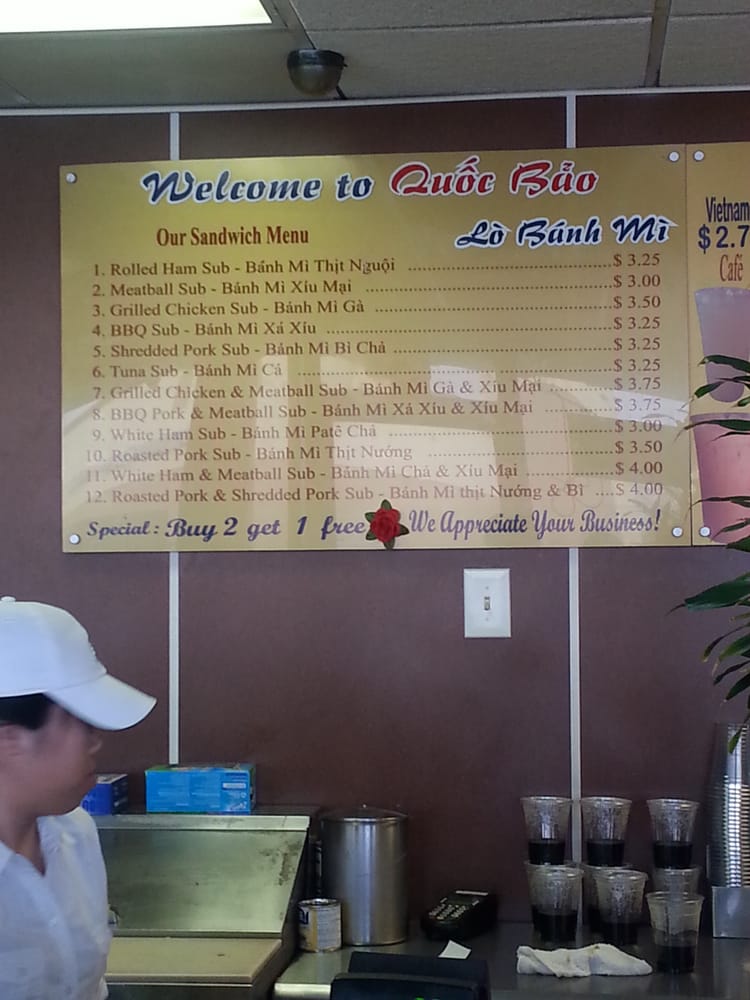 Welcome to Quốc Bảo
Our Sandwich Menu
Lò Bánh Mì
1. Rolled Ham Sub - Bánh Mì Thịt Nguội ........ $ 3.25
2. Meatball Sub - Bánh Mì Xíu Mại ........ $ 3.00
3. Grilled Chicken Sub - Bánh Mì Gà ........ $ 3.50
4. BBQ Sub - Bánh Mì Xá Xíu ........ $ 3.25
5. Shredded Pork Sub - Bánh Mì Bì Chả ........ $ 3.25
6. Tuna Sub - Bánh Mì Cá ........ $ 3.25
7. Grilled Chicken & Meatball Sub - Bánh Mì Gà & Xíu Mại ........ $ 3.75
8. BBQ Pork & Meatball Sub - Bánh Mì Xá Xíu & Xíu Mại ........ $ 3.75
9. White Ham Sub - Bánh Mì Patê Chả ........ $ 3.00
10. Roasted Pork Sub - Bánh Mì Thịt Nướng ........ $ 3.50
11. White Ham & Meatball Sub - Bánh Mì Chả & Xíu Mại ........ $ 4.00
12. Roasted Pork & Shredded Pork Sub - Bánh Mì thịt Nướng & Bì .... $ 4.00
Special : Buy 2 get 1 free We Appreciate Your Business!
Vietnam
$ 2.7
Café